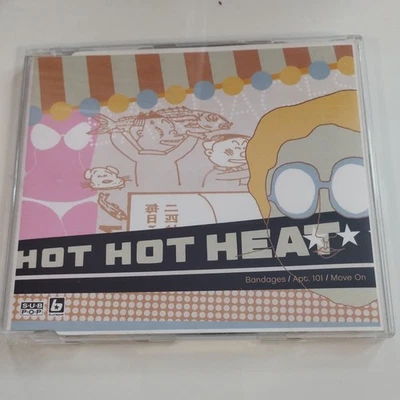 HOT HOT HEAT
Bandages / Apt. 101 / Move On
SUB
POP
b